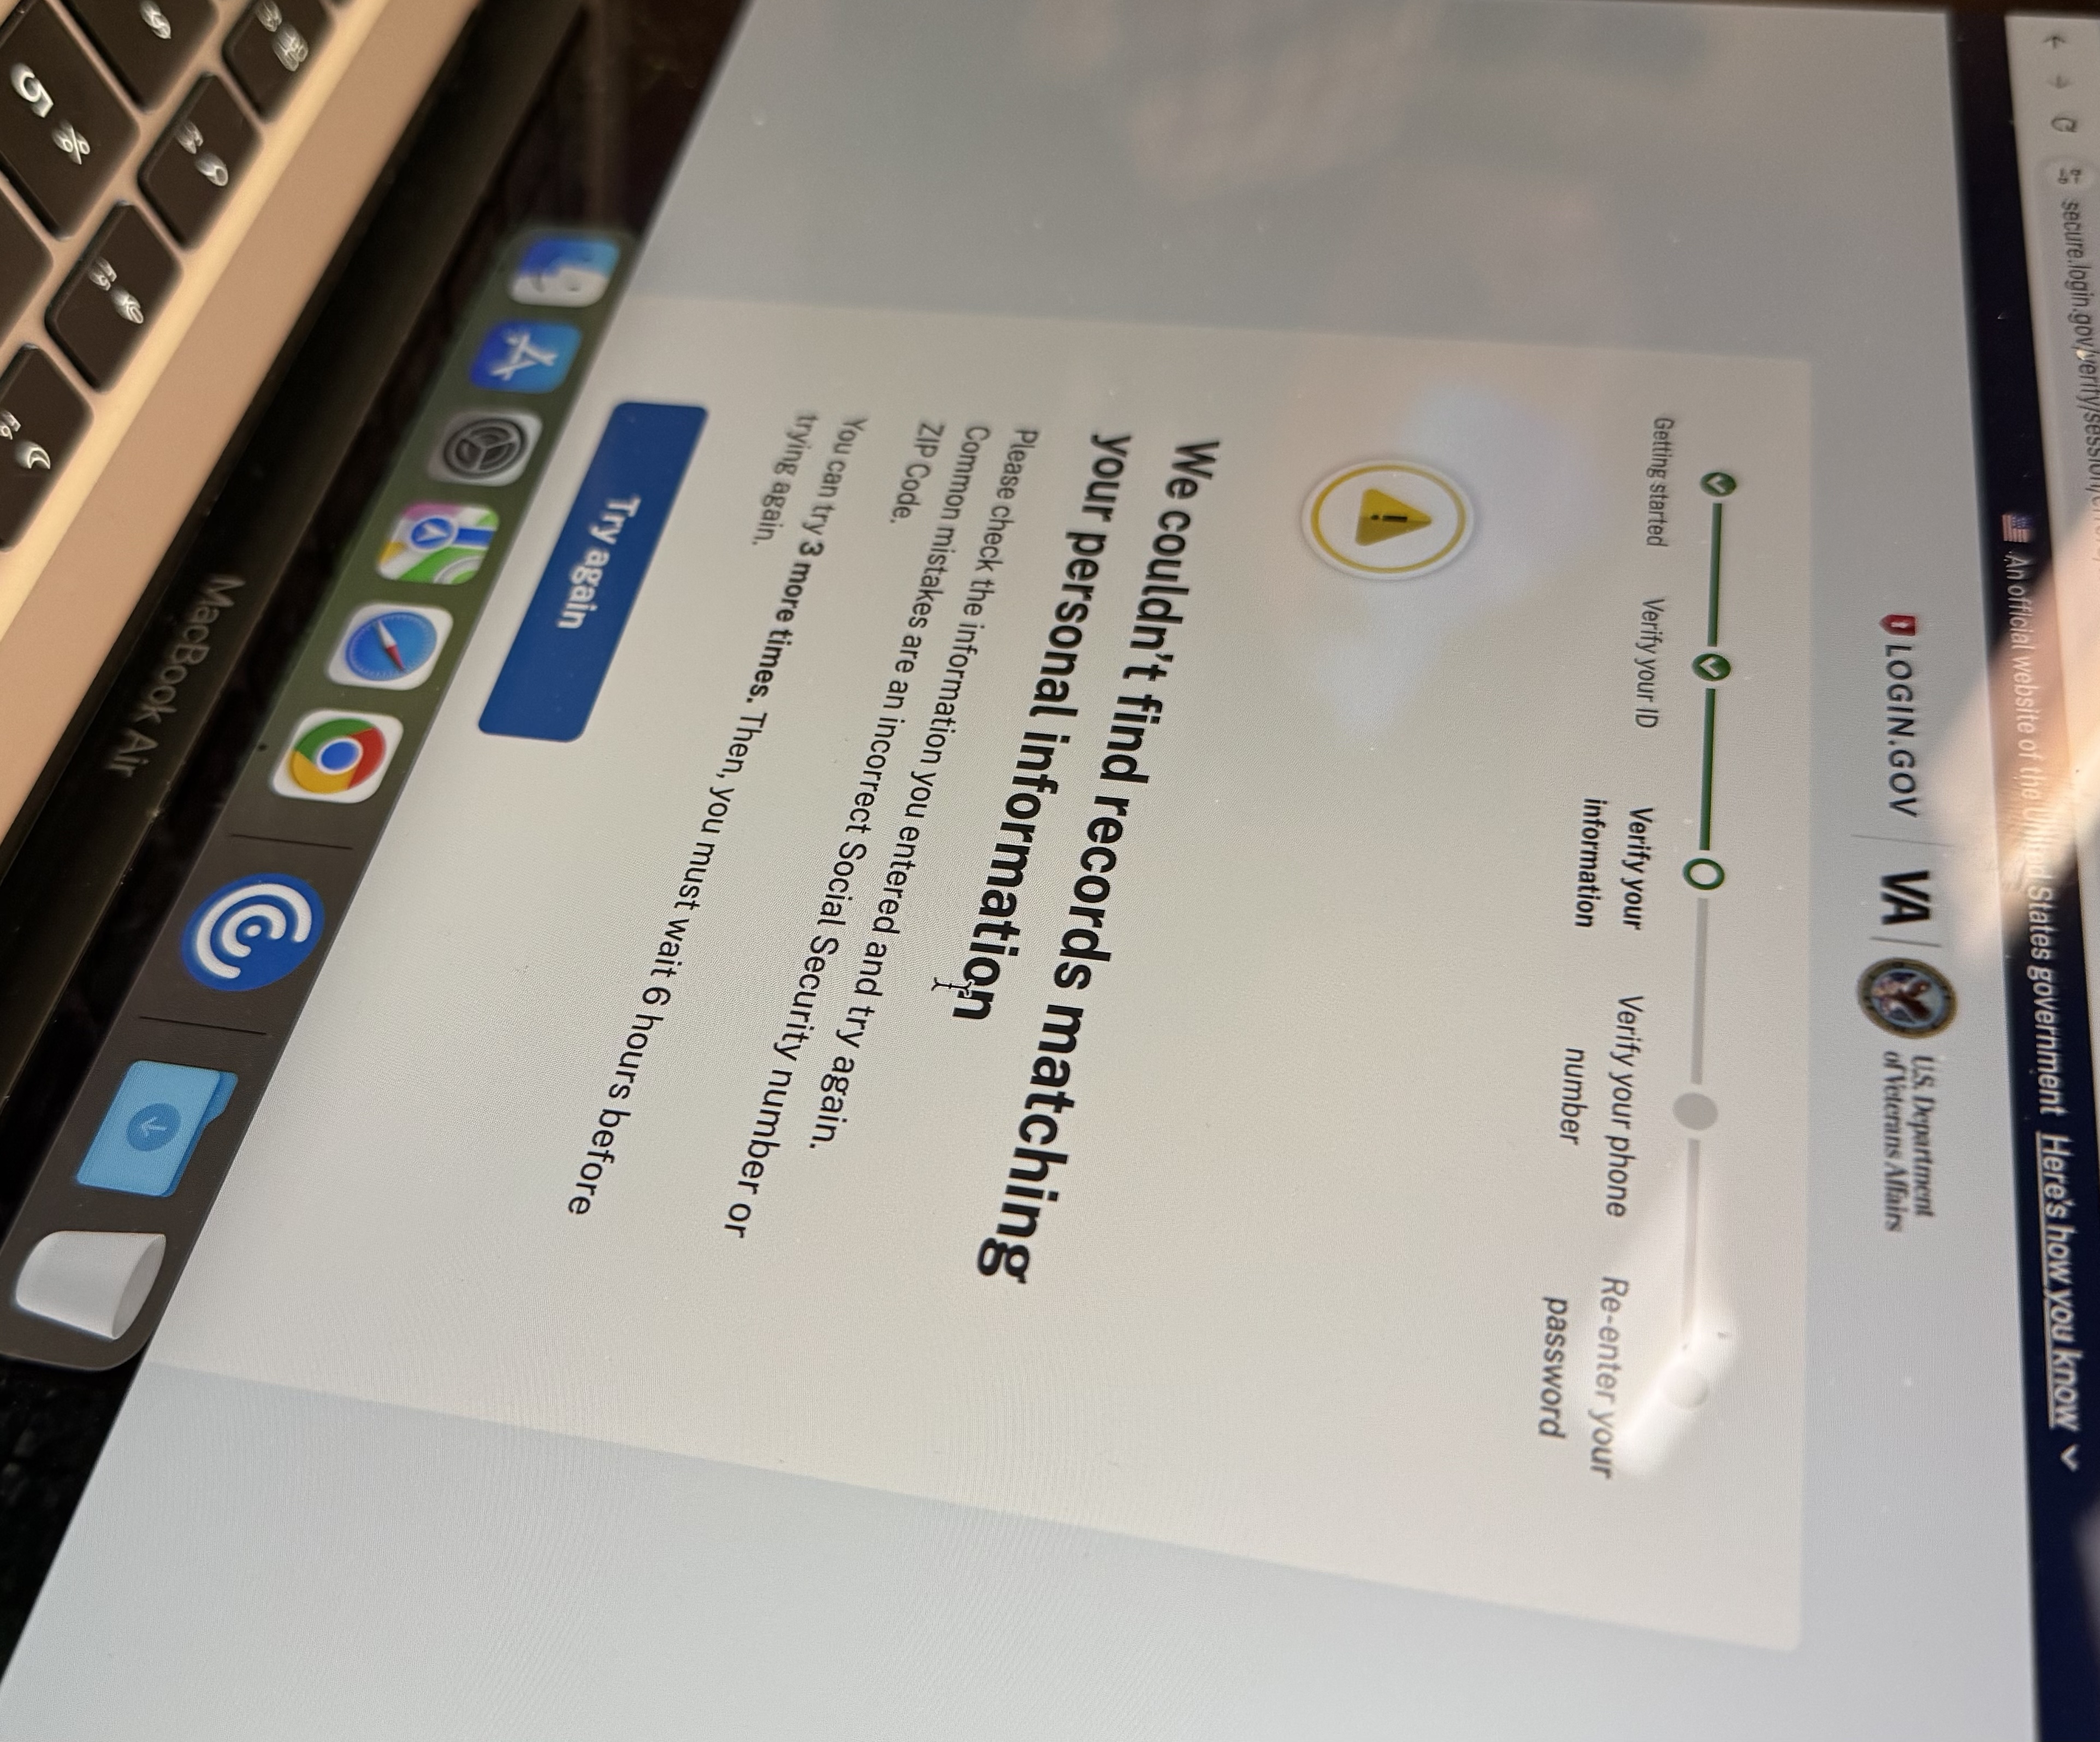 secure.login.gov/verify/session/
An official website of the United States government Here's how you know
LOGIN.GOV VA U.S. Department
of Veterans Affairs
Getting started
Verify your ID
Verify your
information
Verify your phone
number
Re-enter your
password
We couldn't find records matching
your personal information
Please check the information you entered and try again.
Common mistakes are an incorrect Social Security number or
ZIP Code.
You can try 3 more times. Then, you must wait 6 hours before
trying again.
Try again
MacBook Air
F4
F5
F6
%
5